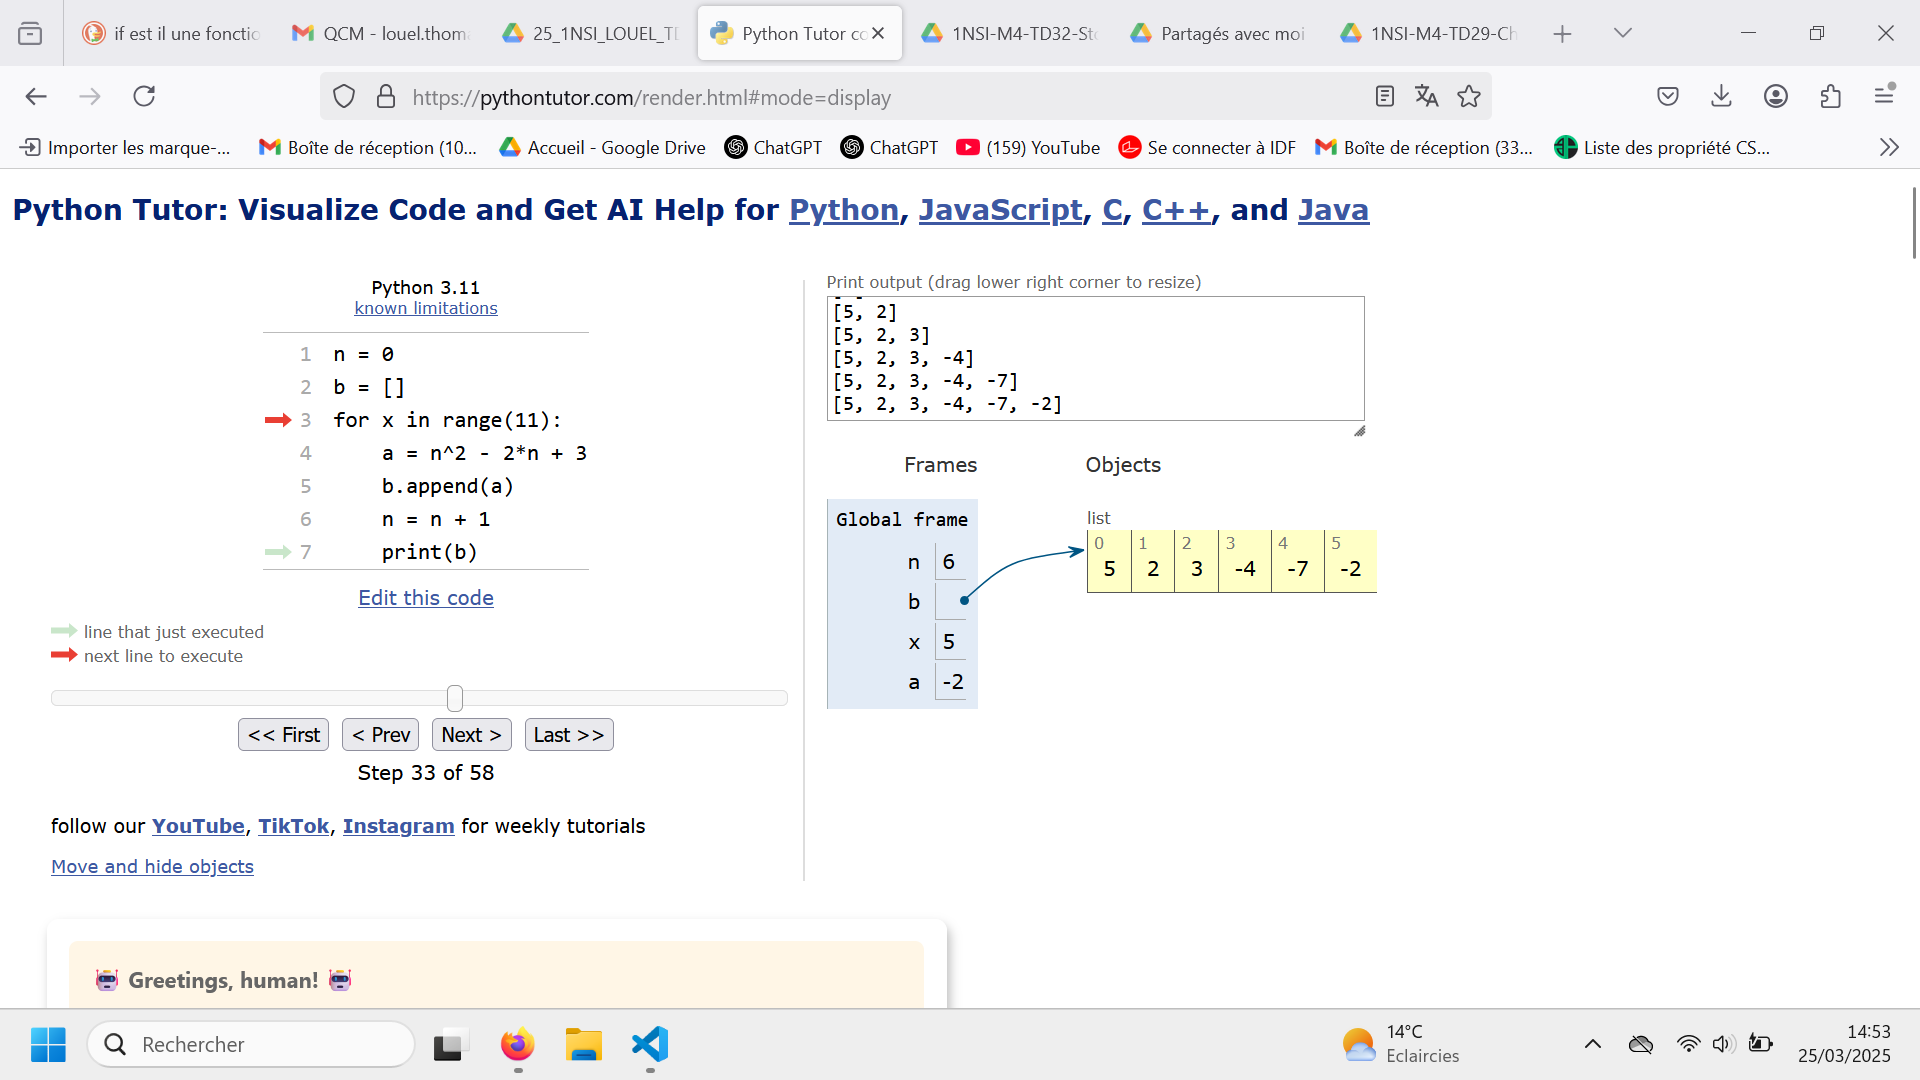 if est il une fonctio
QCM - louel.thom
25_1NSI_LOUEL_T
Python Tutor co
1NSI-M4-TD32-St
Partagés avec moi
1NSI-M4-TD29-Ch
https://pythontutor.com/render.html#mode=display
Importer les marque-...
Boîte de réception (10...
Accueil - Google Drive
ChatGPT
ChatGPT
(159) YouTube
Se connecter à IDF
Boîte de réception (33...
Liste des propriété CS...
Python Tutor: Visualize Code and Get AI Help for Python, JavaScript, C, C++, and Java
Python 3.11
known limitations
1 n = 0
2 b = []
3 for x in range(11):
4 a = n^2 - 2*n + 3
5 b.append(a)
6 n = n + 1
7 print(b)
Edit this code
line that just executed
next line to execute
<< First
< Prev
Next >
Last >>
Step 33 of 58
follow our YouTube, TikTok, Instagram for weekly tutorials
Move and hide objects
Print output (drag lower right corner to resize)
[5, 2]
[5, 2, 3]
[5, 2, 3, -4]
[5, 2, 3, -4, -7]
[5, 2, 3, -4, -7, -2]
Frames
Objects
Global frame
n 6
b
x 5
a -2
list
0 1 2 3 4 5
5 2 3 -4 -7 -2
Greetings, human!
Rechercher
14°C
Eclaircies
14:53
25/03/2025